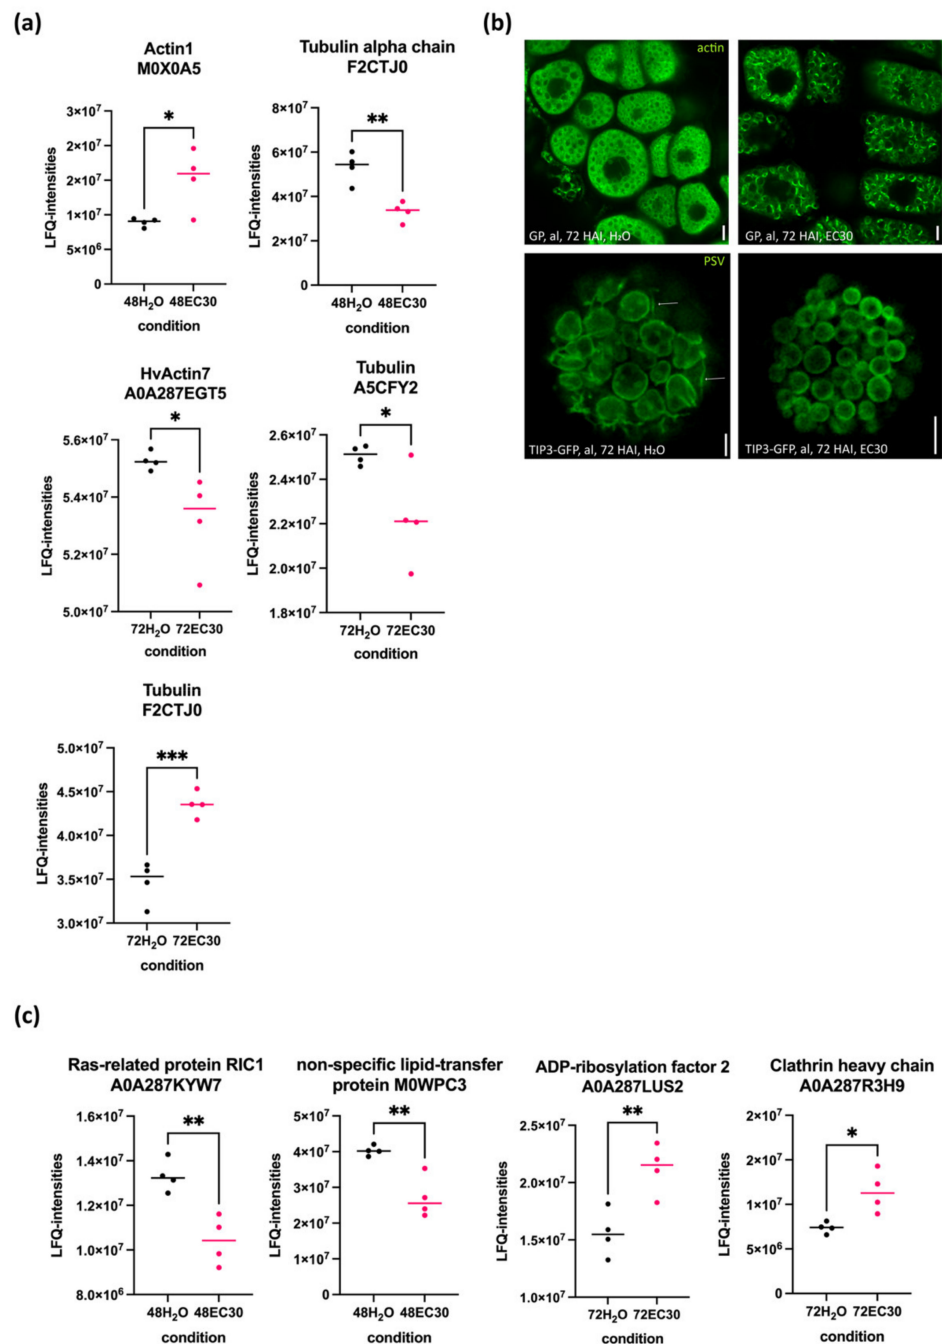 (a)
Actin1
M0X0A5
LFQ-intensities
3×10⁷
2×10⁷
2×10⁷
1×10⁷
5×10⁶
0
*
48H₂O 48EC30
condition
Tubulin alpha chain
F2CTJ0
LFQ-intensities
8×10⁷
6×10⁷
4×10⁷
2×10⁷
0
**
48H₂O 48EC30
condition
HvActin7
A0A287EGT5
LFQ-intensities
5.6×10⁷
5.4×10⁷
5.2×10⁷
5.0×10⁷
*
72H₂O 72EC30
condition
Tubulin
A5CFY2
LFQ-intensities
2.6×10⁷
2.4×10⁷
2.2×10⁷
2.0×10⁷
1.8×10⁷
*
72H₂O 72EC30
condition
Tubulin
F2CTJ0
LFQ-intensities
5.0×10⁷
4.5×10⁷
4.0×10⁷
3.5×10⁷
3.0×10⁷
***
72H₂O 72EC30
condition
(b)
actin
GP, al, 72 HAI, H₂O
GP, al, 72 HAI, EC30
PSV
TIP3-GFP, al, 72 HAI, H₂O
TIP3-GFP, al, 72 HAI, EC30
(c)
Ras-related protein RIC1
A0A287KYW7
LFQ-intensities
1.6×10⁷
1.4×10⁷
1.2×10⁷
1.0×10⁷
8.0×10⁶
**
48H₂O 48EC30
condition
non-specific lipid-transfer
protein M0WPC3
LFQ-intensities
5×10⁷
4×10⁷
3×10⁷
2×10⁷
1×10⁷
0
**
48H₂O 48EC30
condition
ADP-ribosylation factor 2
A0A287LUS2
LFQ-intensities
2.5×10⁷
2.0×10⁷
1.5×10⁷
1.0×10⁷
**
72H₂O 72EC30
condition
Clathrin heavy chain
A0A287R3H9
LFQ-intensities
2×10⁷
2×10⁷
1×10⁷
5×10⁶
0
*
72H₂O 72EC30
condition